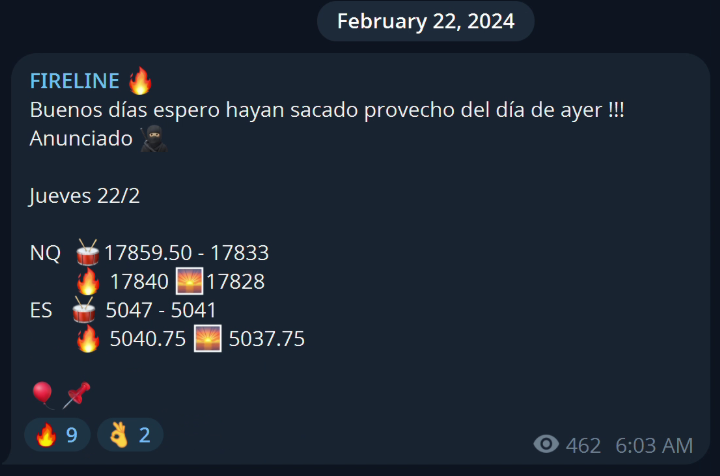 February 22, 2024
FIRELINE 🔥
Buenos días espero hayan sacado provecho del día de ayer !!!
Anunciado 🥷
Jueves 22/2
NQ 🥁 17859.50 - 17833
🔥 17840 🌅 17828
ES 🥁 5047 - 5041
🔥 5040.75 🌅 5037.75
🎈 📌
🔥 9 👌 2
462 6:03 AM